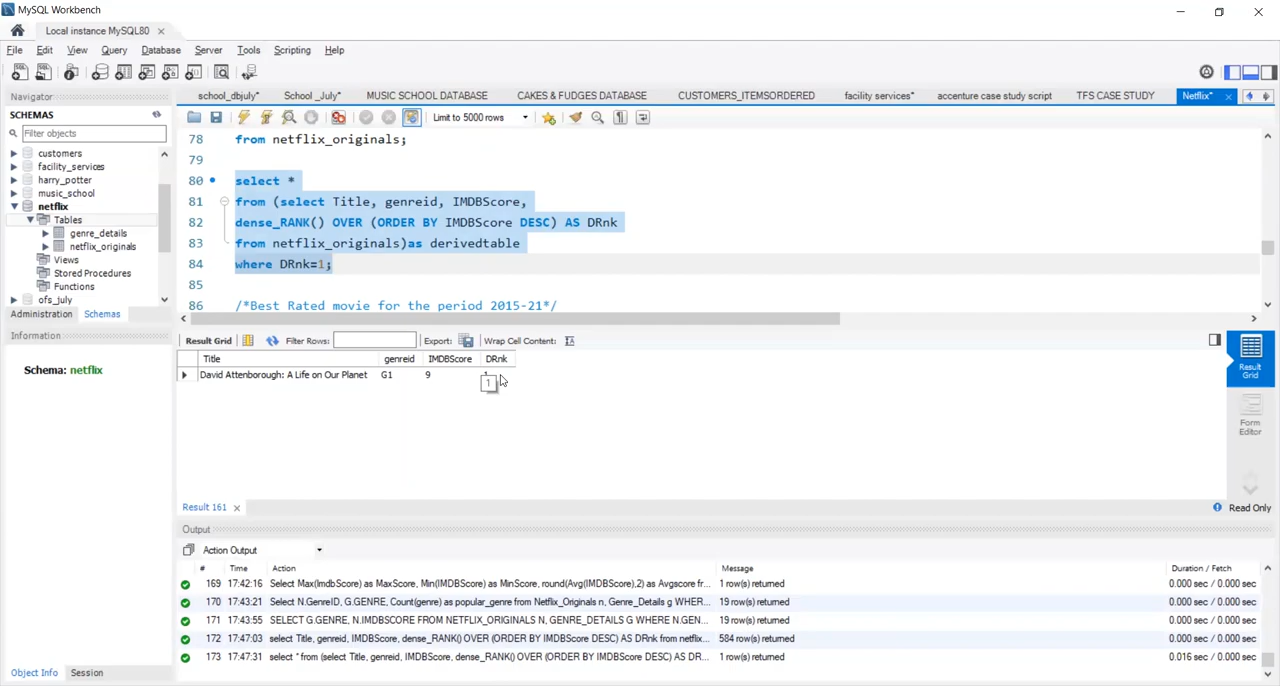 MySQL Workbench
Local instance MySQL80
File Edit View Query Database Server Tools Scripting Help
Navigator
school_dbjuly* School _July* MUSIC SCHOOL DATABASE CAKES & FUDGES DATABASE CUSTOMERS_ITEMSORDERED facility services* accenture case study script TFS CASE STUDY Netflix*
SCHEMAS
Filter objects
Limit to 5000 rows
customers
facility_services
harry_potter
music_school
netflix
Tables
genre_details
netflix_originals
Views
Stored Procedures
Functions
ofs_july
Administration Schemas
Information
Schema: netflix
Object Info Session
78 from netflix_originals;
79
80 select *
81 from (select Title, genreid, IMDBScore,
82 dense_RANK() OVER (ORDER BY IMDBScore DESC) AS DRnk
83 from netflix_originals)as derivedtable
84 where DRnk=1;
85
86 /*Best Rated movie for the period 2015-21*/
Result Grid Filter Rows: Export: Wrap Cell Content:
Title genreid IMDBScore DRnk
David Attenborough: A Life on Our Planet G1 9 1
1
Result Grid
Form Editor
Result 161
Read Only
Output
Action Output
# Time Action Message Duration / Fetch
169 17:42:16 Select Max(ImdbScore) as MaxScore, Min(IMDBScore) as MinScore, round(Avg(IMDBScore),2) as Avgscore fr... 1 row(s) returned 0.000 sec / 0.000 sec
170 17:43:21 Select N.GenreID, G.GENRE, Count(genre) as popular_genre from Netflix_Originals n, Genre_Details g WHER... 19 row(s) returned 0.000 sec / 0.000 sec
171 17:43:55 SELECT G.GENRE, N.IMDBSCORE FROM NETFLIX_ORIGINALS N, GENRE_DETAILS G WHERE N.GEN... 19 row(s) returned 0.000 sec / 0.000 sec
172 17:47:03 select Title, genreid, IMDBScore, dense_RANK() OVER (ORDER BY IMDBScore DESC) AS DRnk from netflix... 584 row(s) returned 0.000 sec / 0.000 sec
173 17:47:31 select * from (select Title, genreid, IMDBScore, dense_RANK() OVER (ORDER BY IMDBScore DESC) AS DR... 1 row(s) returned 0.016 sec / 0.000 sec